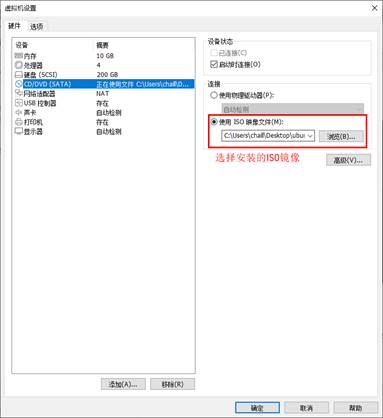 虚拟机设置
硬件 选项
设备 摘要
内存 10 GB
处理器 4
硬盘 (SCSI) 200 GB
CD/DVD (SATA) 正在使用文件 C:\Users\chaill\D...
网络适配器 NAT
USB 控制器 存在
声卡 自动检测
打印机 存在
显示器 自动检测
添加(A)... 移除(R)
设备状态
已连接(C)
启动时连接(O)
连接
使用物理驱动器(P):
自动检测
使用 ISO 映像文件(M):
C:\Users\chaill\Desktop\ubu 浏览(B)...
选择安装的ISO镜像
高级(V)...
确定 取消 帮助